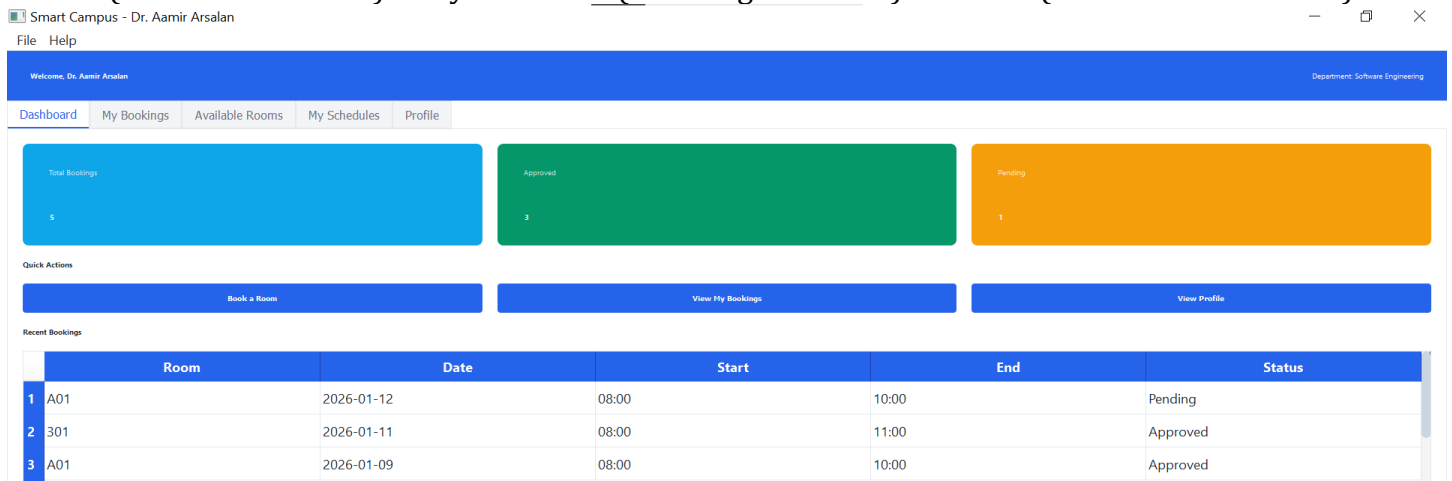 Smart Campus - Dr. Aamir Arsalan
File Help
Welcome, Dr. Aamir Arsalan Department: Software Engineering
Dashboard My Bookings Available Rooms My Schedules Profile
Total Bookings Approved Pending
5 3 1
Quick Actions
Book a Room View My Bookings View Profile
Recent Bookings
Room Date Start End Status
1 A01 2026-01-12 08:00 10:00 Pending
2 301 2026-01-11 08:00 11:00 Approved
3 A01 2026-01-09 08:00 10:00 Approved